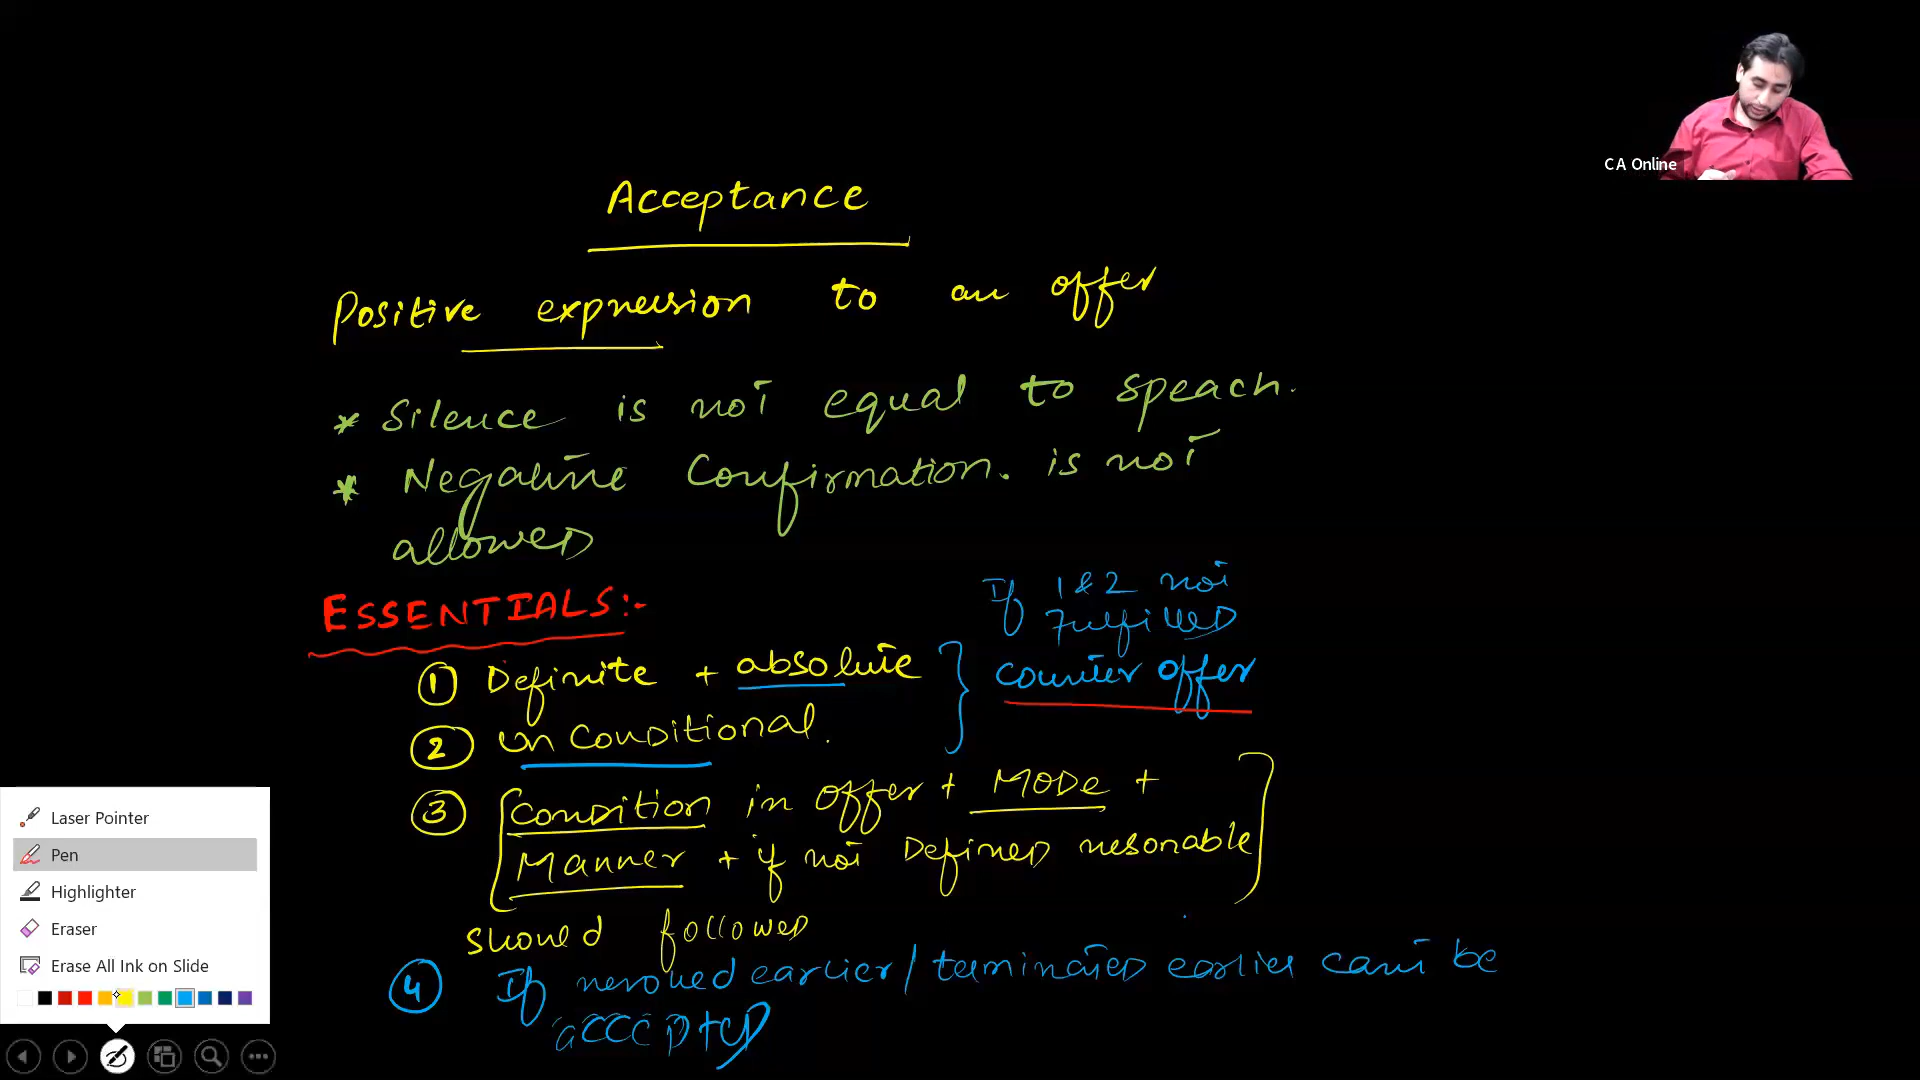 C A Online
Acceptance
Positive expression to an offer
* Silence is not equal to speach.
* Negative Confirmation. is not
allowed
ESSENTIALS:-
If 1 & 2 not
Fulfilled
① Definite + absolute
counter offer
② un conditional.
③ Condition in offer + MODE +
Manner + if not Defined resonable
should followed
④ If revoked earlier / terminated earlier can't be
accepted
Laser Pointer
Pen
Highlighter
Eraser
Erase All Ink on Slide